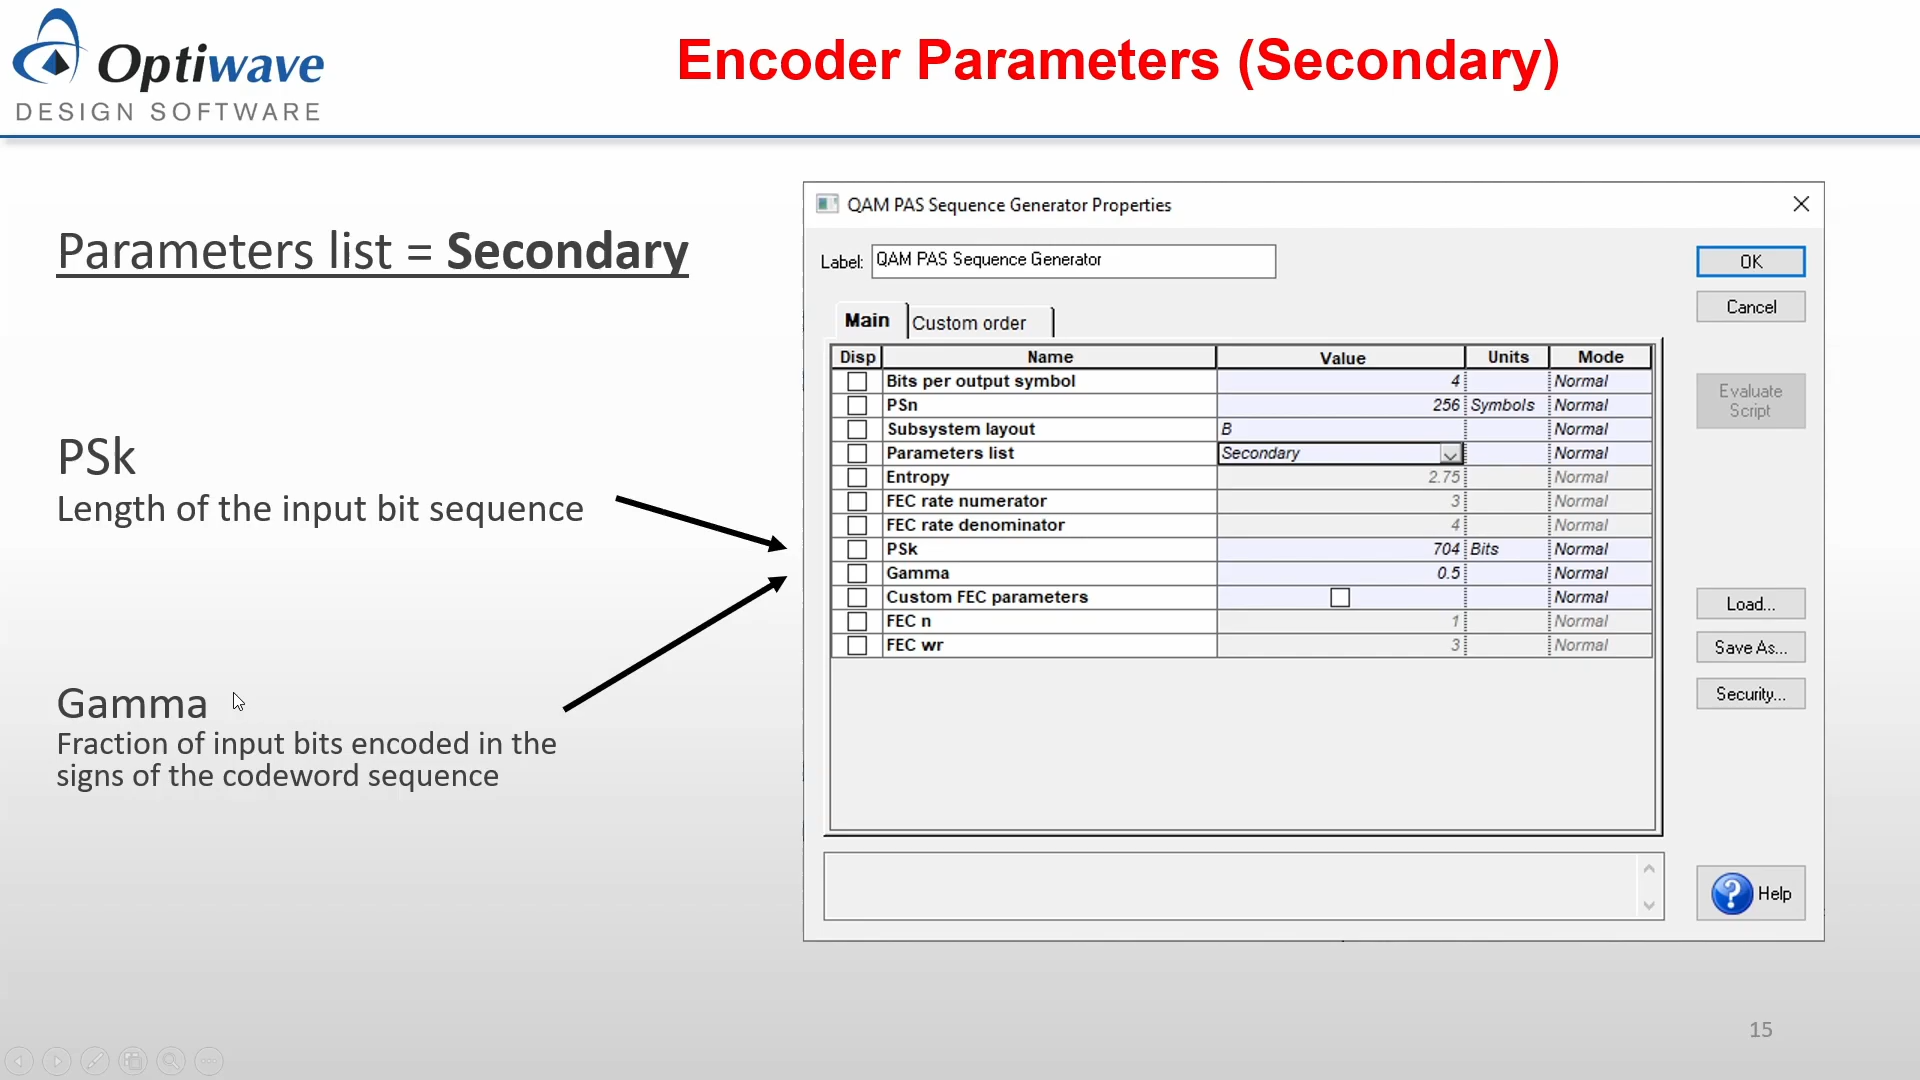 Optiwave
DESIGN SOFTWARE
Encoder Parameters (Secondary)
Parameters list = Secondary
PSk
Length of the input bit sequence
Gamma
Fraction of input bits encoded in the
signs of the codeword sequence
QAM PAS Sequence Generator Properties
Label: QAM PAS Sequence Generator
OK
Cancel
Evaluate
Script
Load...
Save As...
Security...
Help
Main Custom order
Disp Name Value Units Mode
Bits per output symbol 4 Normal
PSn 256 Symbols Normal
Subsystem layout B Normal
Parameters list Secondary Normal
Entropy 2.75 Normal
FEC rate numerator 3 Normal
FEC rate denominator 4 Normal
PSk 704 Bits Normal
Gamma 0.5 Normal
Custom FEC parameters Normal
FEC n 1 Normal
FEC wr 3 Normal
15